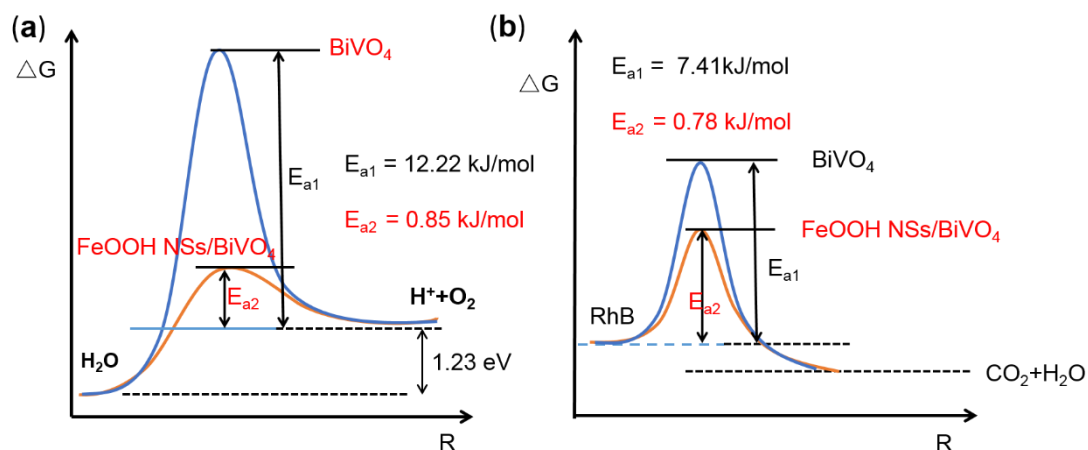 (a)
△G
BiVO₄
Eₐ₁
Eₐ₁ = 12.22 kJ/mol
Eₐ₂ = 0.85 kJ/mol
FeOOH NSs/BiVO₄
Eₐ₂
H⁺+O₂
H₂O
1.23 eV
R
(b)
△G
Eₐ₁ = 7.41kJ/mol
Eₐ₂ = 0.78 kJ/mol
BiVO₄
FeOOH NSs/BiVO₄
Eₐ₁
Eₐ₂
RhB
CO₂+H₂O
R